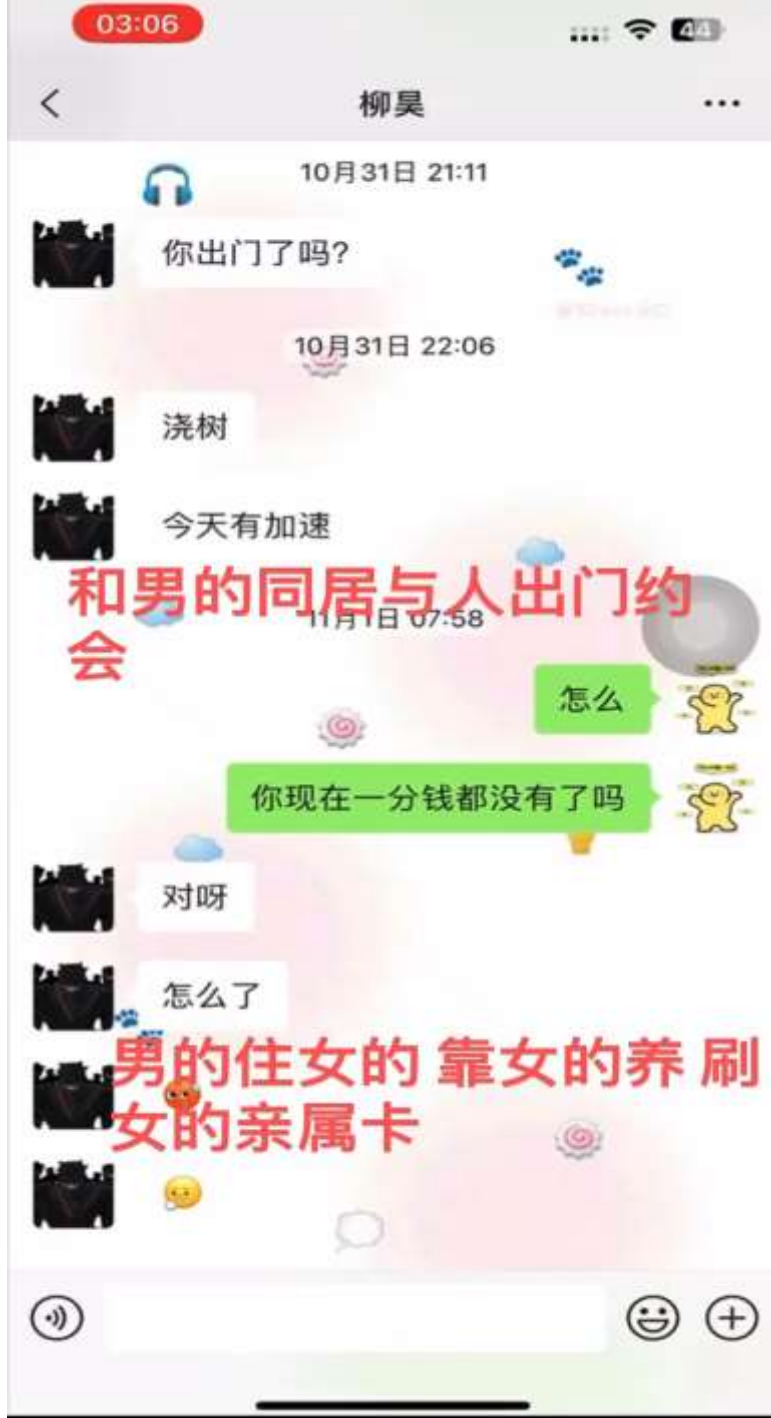 03:06
44
柳昊
10月31日 21:11
你出门了吗?
10月31日 22:06
浇树
今天有加速
和男的同居与人出门约
会
11月1日 07:58
怎么
你现在一分钱都没有了吗
对呀
怎么了
男的住女的 靠女的养 刷
女的亲属卡